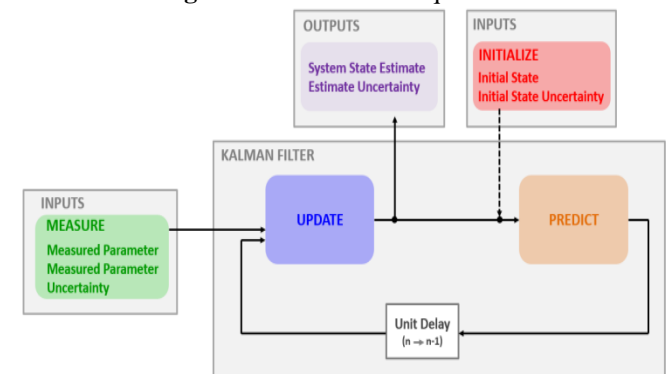 OUTPUTS
System State Estimate
Estimate Uncertainty
INPUTS
INITIALIZE
Initial State
Initial State Uncertainty
KALMAN FILTER
INPUTS
MEASURE
Measured Parameter
Measured Parameter
Uncertainty
UPDATE
PREDICT
Unit Delay
(n → n-1)